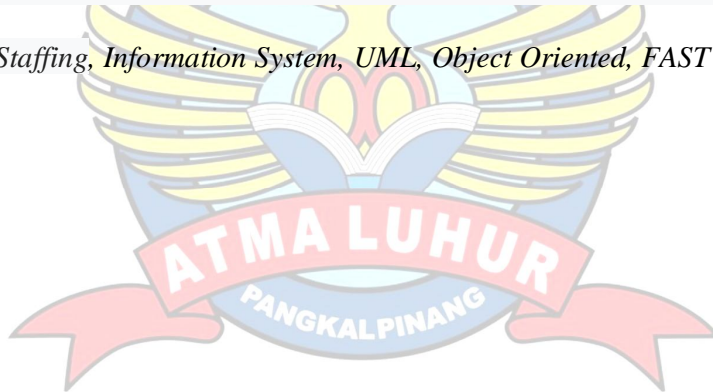 Staffing, Information System, UML, Object Oriented, FAST
ATMA LUHUR
PANGKALPINANG